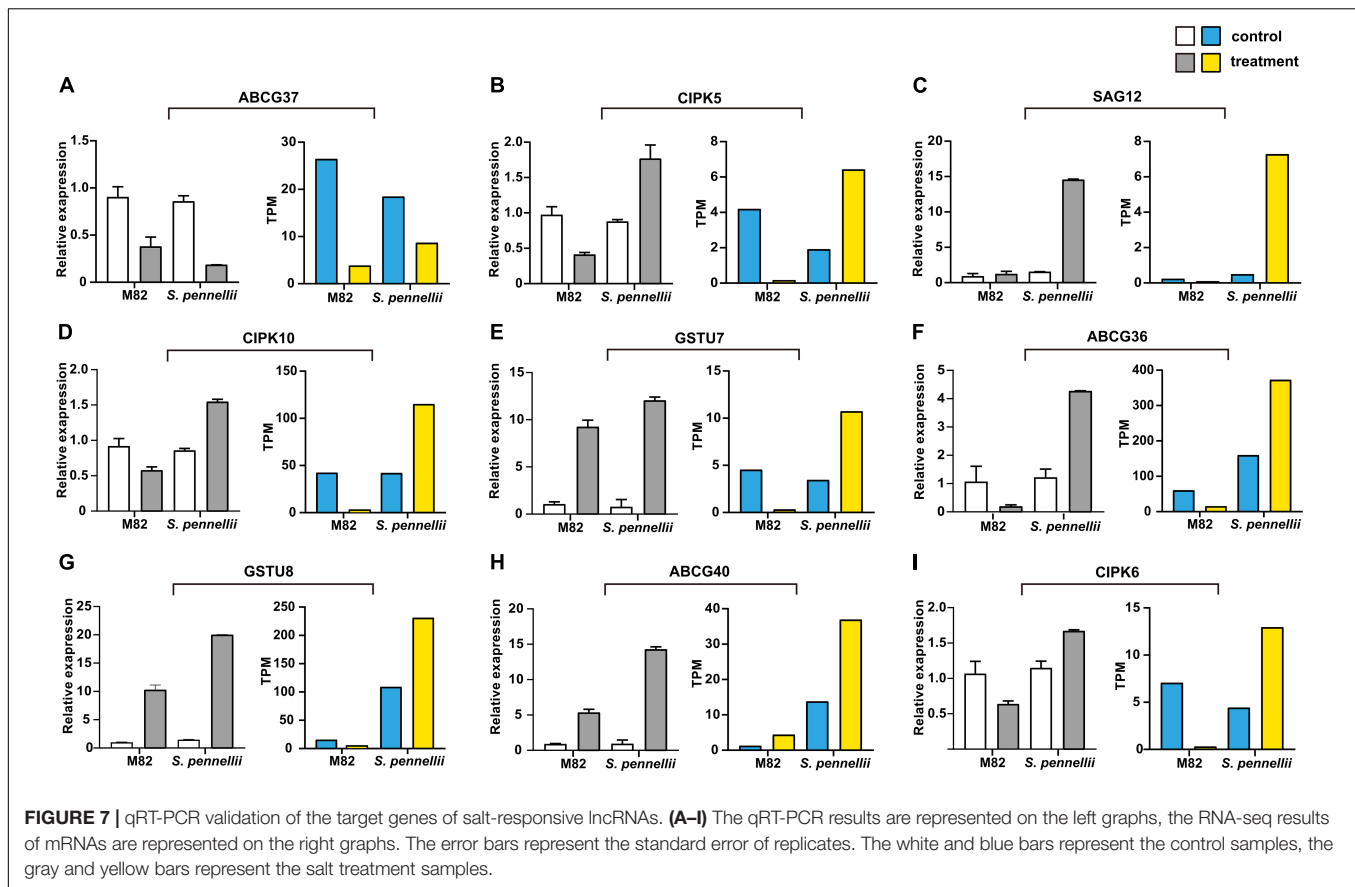 control
treatment
A
ABCG37
Relative exapression
1.5
1.0
0.5
0.0
M82 S. pennellii
TPM
30
20
10
0
M82 S. pennellii
B
CIPK5
Relative exapression
2.0
1.5
1.0
0.5
0.0
M82 S. pennellii
TPM
8
6
4
2
0
M82 S. pennellii
C
SAG12
Relative exapression
20
15
10
5
0
M82 S. pennellii
TPM
8
6
4
2
0
M82 S. pennellii
D
CIPK10
Relative exapression
2.0
1.5
1.0
0.5
0.0
M82 S. pennellii
TPM
150
100
50
0
M82 S. pennellii
E
GSTU7
Relative exapression
15
10
5
0
M82 S. pennellii
TPM
15
10
5
0
M82 S. pennellii
F
ABCG36
Relative exapression
5
4
3
2
1
0
M82 S. pennellii
TPM
400
300
200
100
0
M82 S. pennellii
G
GSTU8
Relative exapression
25
20
15
10
5
0
M82 S. pennellii
TPM
250
200
150
100
50
0
M82 S. pennellii
H
ABCG40
Relative exapression
20
15
10
5
0
M82 S. pennellii
TPM
40
30
20
10
0
M82 S. pennellii
I
CIPK6
Relative exapression
2.0
1.5
1.0
0.5
M82 S. pennellii
TPM
15
10
5
0
M82 S. pennellii
FIGURE 7 | qRT-PCR validation of the target genes of salt-responsive lncRNAs. (A–I) The qRT-PCR results are represented on the left graphs, the RNA-seq results
of mRNAs are represented on the right graphs. The error bars represent the standard error of replicates. The white and blue bars represent the control samples, the
gray and yellow bars represent the salt treatment samples.